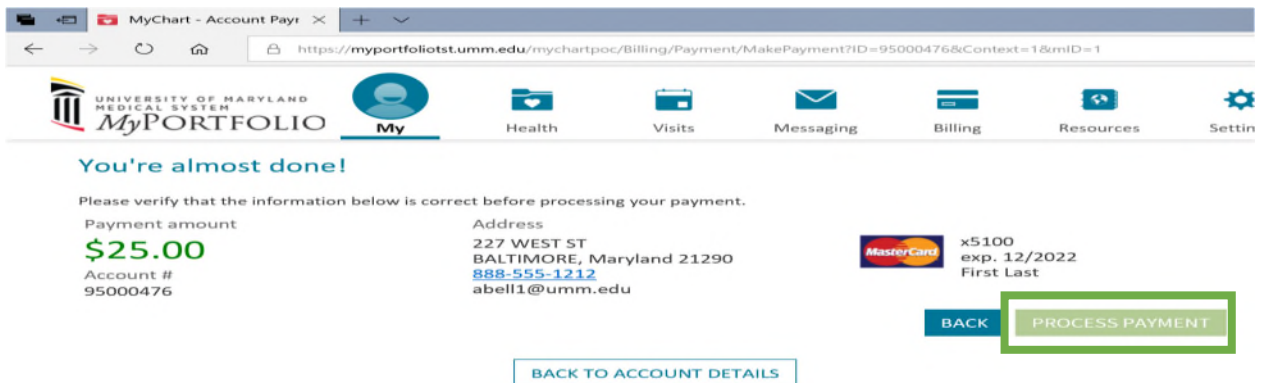 MyChart - Account Payr
https://myportfoliotst.umm.edu/mychartpoc/Billing/Payment/MakePayment?ID=95000476&Context=1&mID=1
UNIVERSITY OF MARYLAND
MEDICAL SYSTEM
MyPORTFOLIO
My
Health
Visits
Messaging
Billing
Resources
Settin
You're almost done!
Please verify that the information below is correct before processing your payment.
Payment amount
$25.00
Account #
95000476
Address
227 WEST ST
BALTIMORE, Maryland 21290
888-555-1212
abell1@umm.edu
MasterCard
x5100
exp. 12/2022
First Last
BACK
PROCESS PAYMENT
BACK TO ACCOUNT DETAILS